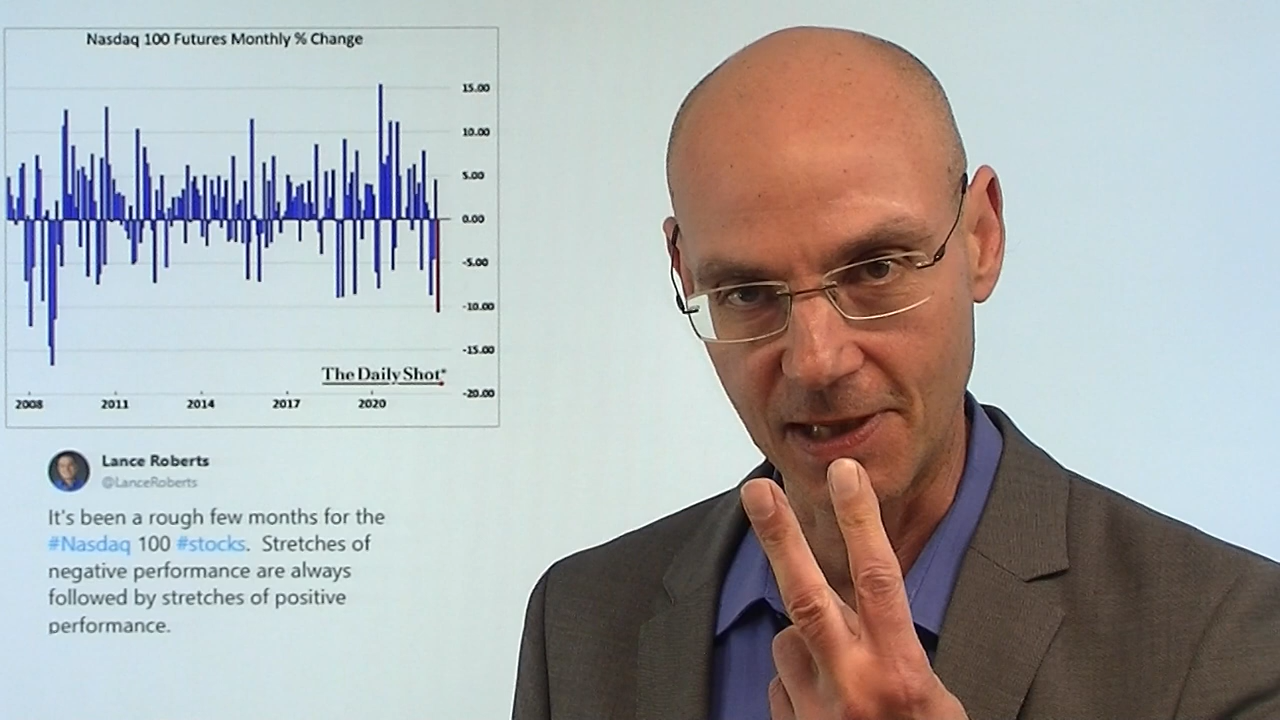 Nasdaq 100 Futures Monthly % Change
15.00
10.00
5.00
0.00
-5.00
-10.00
-15.00
-20.00
The Daily Shot®
2008 2011 2014 2017 2020
Lance Roberts
@LanceRoberts
It's been a rough few months for the
#Nasdaq 100 #stocks. Stretches of
negative performance are always
followed by stretches of positive
performance.